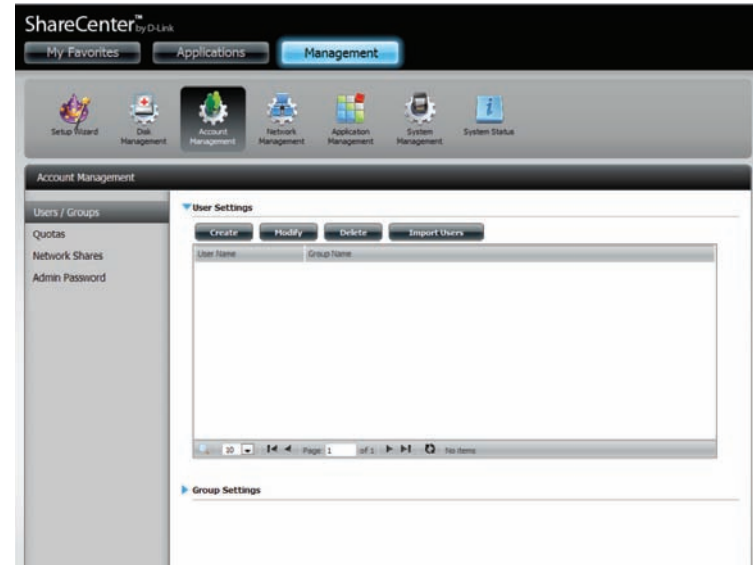 ShareCenter™ by D-Link
My Favorites Applications Management
Setup Wizard Disk Management Account Management Network Management Application Management System Management System Status
Account Management
Users / Groups
Quotas
Network Shares
Admin Password
User Settings
Create Modify Delete Import Users
User Name Group Name
10 Page 1 of 1 No items
Group Settings